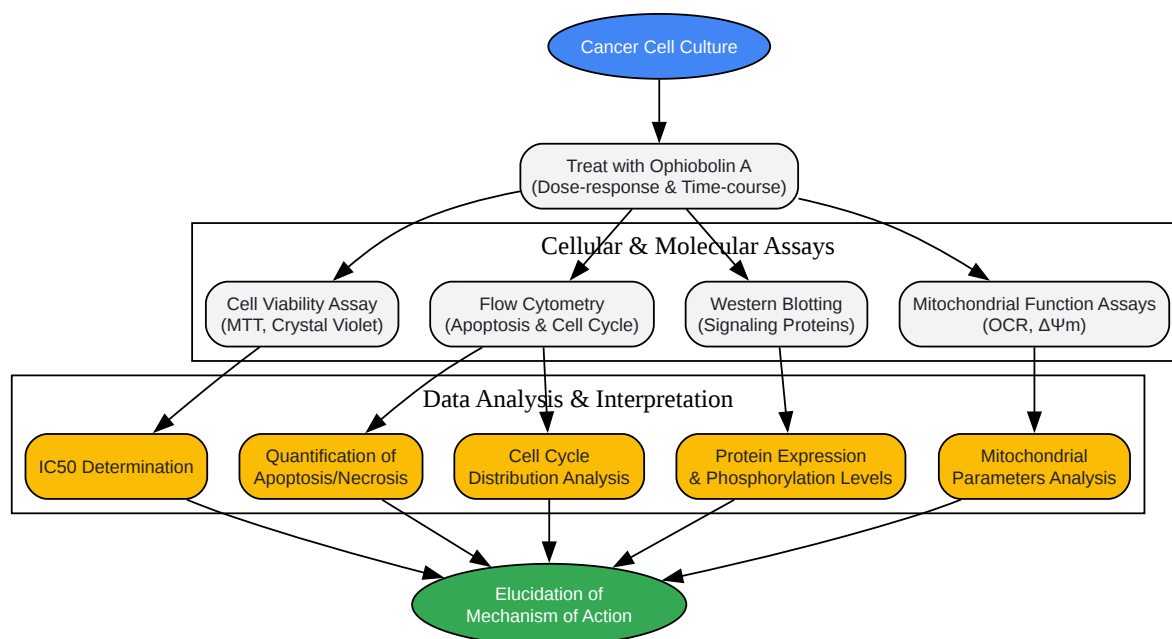 Cancer Cell Culture
Treat with Ophiobolin A
(Dose-response & Time-course)
Cellular & Molecular Assays
Cell Viability Assay
(MTT, Crystal Violet)
Flow Cytometry
(Apoptosis & Cell Cycle)
Western Blotting
(Signaling Proteins)
Mitochondrial Function Assays
(OCR, ΔΨm)
Data Analysis & Interpretation
IC50 Determination
Quantification of
Apoptosis/Necrosis
Cell Cycle
Distribution Analysis
Protein Expression
& Phosphorylation Levels
Mitochondrial
Parameters Analysis
Elucidation of
Mechanism of Action